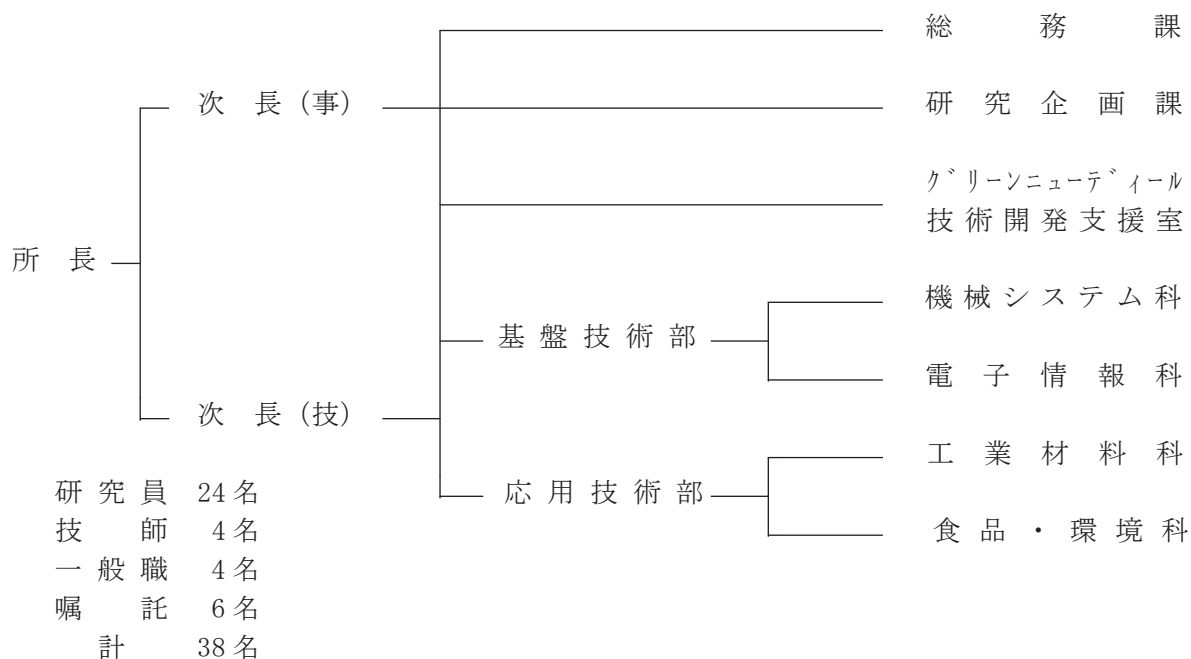 総務課
次長(事)
研究企画課
グリーンニューディール
技術開発支援室
所長
機械システム科
基盤技術部
電子情報科
次長(技)
工業材料科
応用技術部
食品・環境科
研究員 24名
技師 4名
一般職 4名
嘱託 6名
計 38名